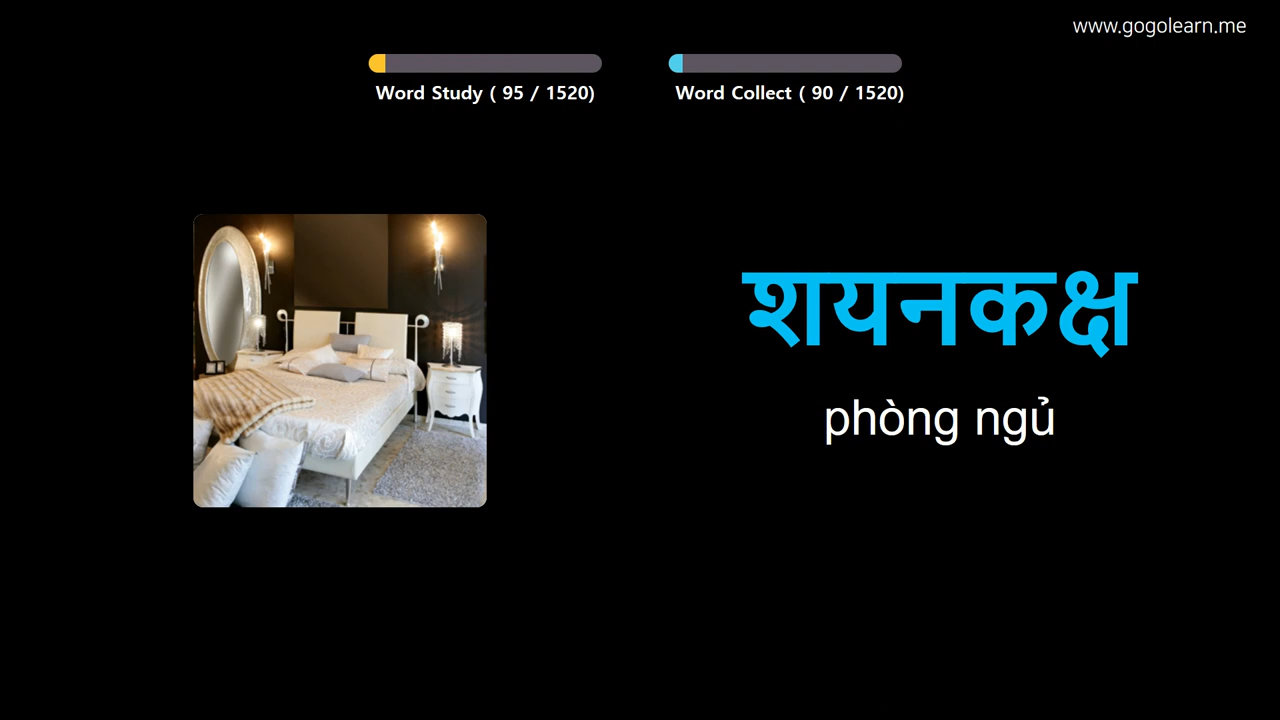 www.gogolearn.me
Word Study ( 95 / 1520)
Word Collect ( 90 / 1520)
शयनकक्ष
phòng ngủ